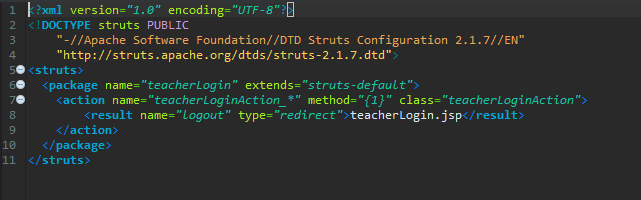 1 <?xml version="1.0" encoding="UTF-8"?>
2 <!DOCTYPE struts PUBLIC
3 "-//Apache Software Foundation//DTD Struts Configuration 2.1.7//EN"
4 "http://struts.apache.org/dtds/struts-2.1.7.dtd">
5 <struts>
6 <package name="teacherLogin" extends="struts-default">
7 <action name="teacherLoginAction_*" method="{1}" class="teacherLoginAction">
8 <result name="logout" type="redirect">teacherLogin.jsp</result>
9 </action>
10 </package>
11 </struts>